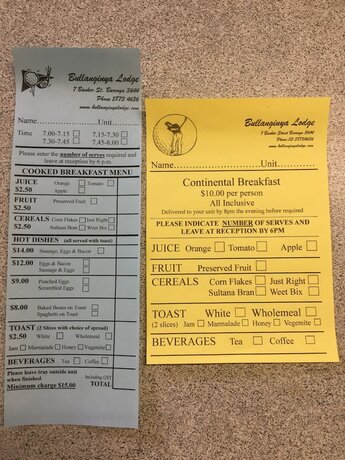 Bullanginya Lodge
7 Banker St. Barooga 3644
Phone 5773 4636
www.bullanginyalodge.com
Name..............Unit.........
Time 7.00-7.15 7.15-7.30
7.30-7.45 7.45-8.00
Please enter the number of serves required and
leave at reception by 6 p.m.
COOKED BREAKFAST MENU
JUICE Orange Tomato
$2.50 Apple
FRUIT Preserved Fruit
$2.50
CEREALS Corn Flakes Just Right
$2.50 Sultana Bran Weet Bix
HOT DISHES (all served with toast)
$14.00 Sausage, Eggs & Bacon
$12.00 Eggs & Bacon
Sausage & Eggs
$9.00 Poached Eggs
Scrambled Eggs
$8.00 Baked Beans on Toast
Spaghetti on Toast
TOAST (2 Slices with choice of spread)
$2.50 White Wholemeal
Jam Marmalade Honey Vegemite
BEVERAGES Tea Coffee
Please leave tray outside unit
when finished
Including GST
Minimum charge $15.00 TOTAL
Bullanginya Lodge
7 Banker Street Barooga 3644
www.bullanginyalodge.com
Name........................Unit............
Continental Breakfast
$10.00 per person
All Inclusive
Delivered to your unit by 8pm the evening before required
PLEASE INDICATE NUMBER OF SERVES AND
LEAVE AT RECEPTION BY 6PM
JUICE Orange Tomato Apple
FRUIT Preserved Fruit
CEREALS Corn Flakes Just Right
Sultana Bran Weet Bix
TOAST White Wholemeal
(2 slices) Jam Marmalade Honey Vegemite
BEVERAGES Tea Coffee